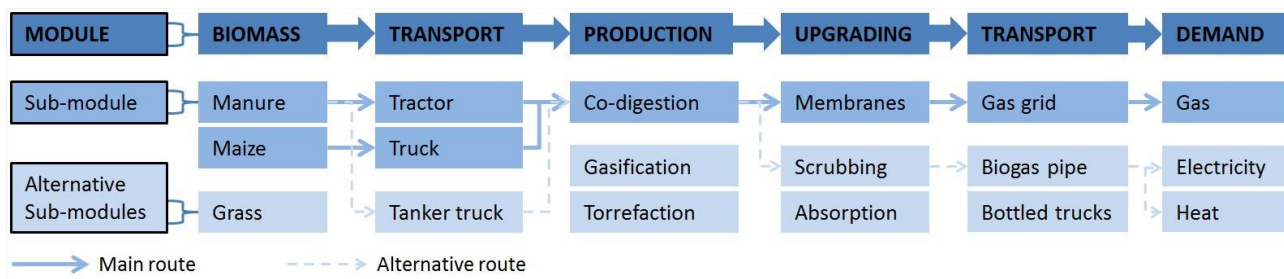 MODULE BIOMASS TRANSPORT PRODUCTION UPGRADING TRANSPORT DEMAND
Sub-module Manure Tractor Co-digestion Membranes Gas grid Gas
Maize Truck
Gasification Scrubbing Biogas pipe Electricity
Alternative
Sub-modules Grass Tanker truck Torrefaction Absorption Bottled trucks Heat
Main route Alternative route